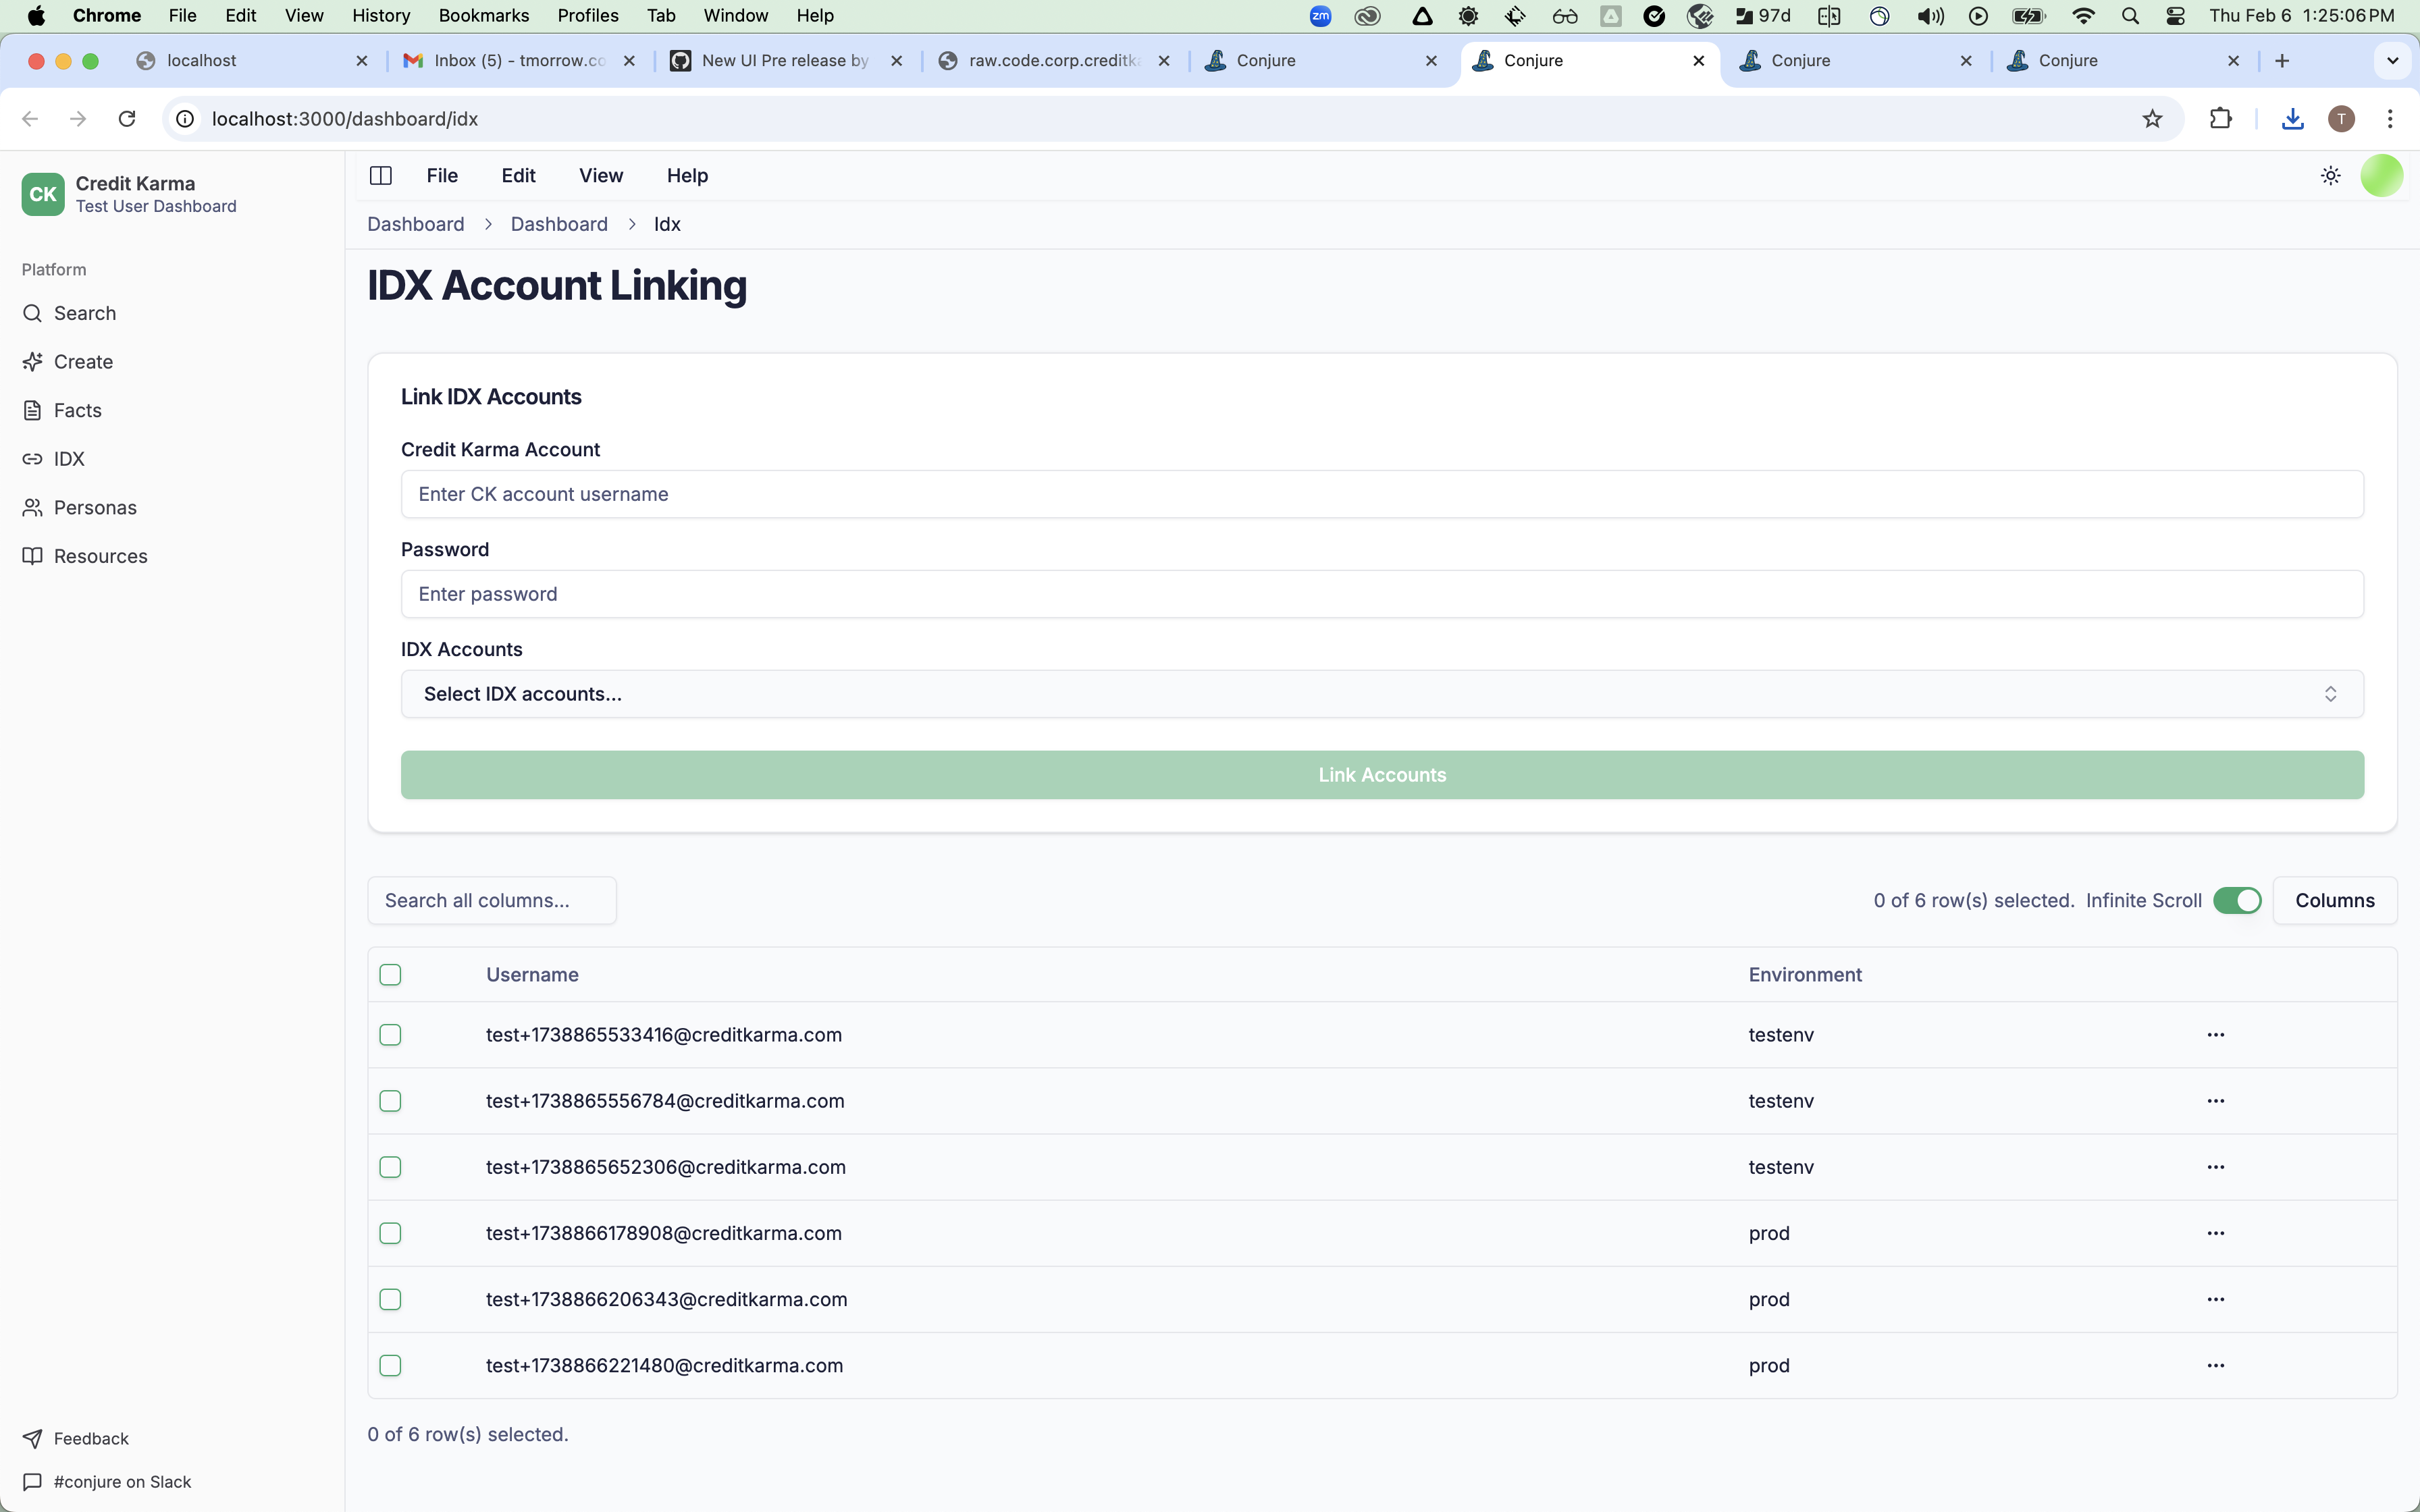 Chrome File Edit View History Bookmarks Profiles Tab Window Help zm 97d Thu Feb 6 1:25:06 PM
localhost Inbox (5) - tmorrow.co New UI Pre release by raw.code.corp.creditka Conjure Conjure Conjure Conjure
localhost:3000/dashboard/idx T
CK Credit Karma
Test User Dashboard
Platform
Search
Create
Facts
IDX
Personas
Resources
Feedback
#conjure on Slack
File Edit View Help
Dashboard > Dashboard > Idx
IDX Account Linking
Link IDX Accounts
Credit Karma Account
Enter CK account username
Password
Enter password
IDX Accounts
Select IDX accounts...
Link Accounts
Search all columns... 0 of 6 row(s) selected. Infinite Scroll Columns
Username Environment
test+1738865533416@creditkarma.com testenv ...
test+1738865556784@creditkarma.com testenv ...
test+1738865652306@creditkarma.com testenv ...
test+1738866178908@creditkarma.com prod ...
test+1738866206343@creditkarma.com prod ...
test+1738866221480@creditkarma.com prod ...
0 of 6 row(s) selected.